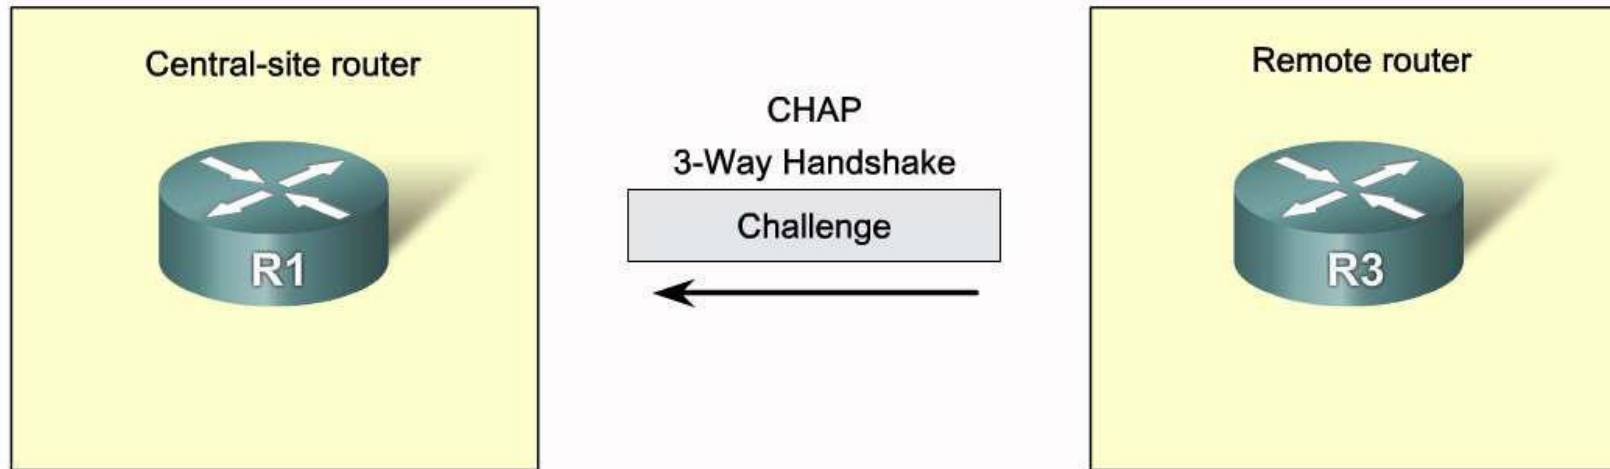 Central-site router
R1
CHAP
3-Way Handshake
Challenge
Remote router
R3